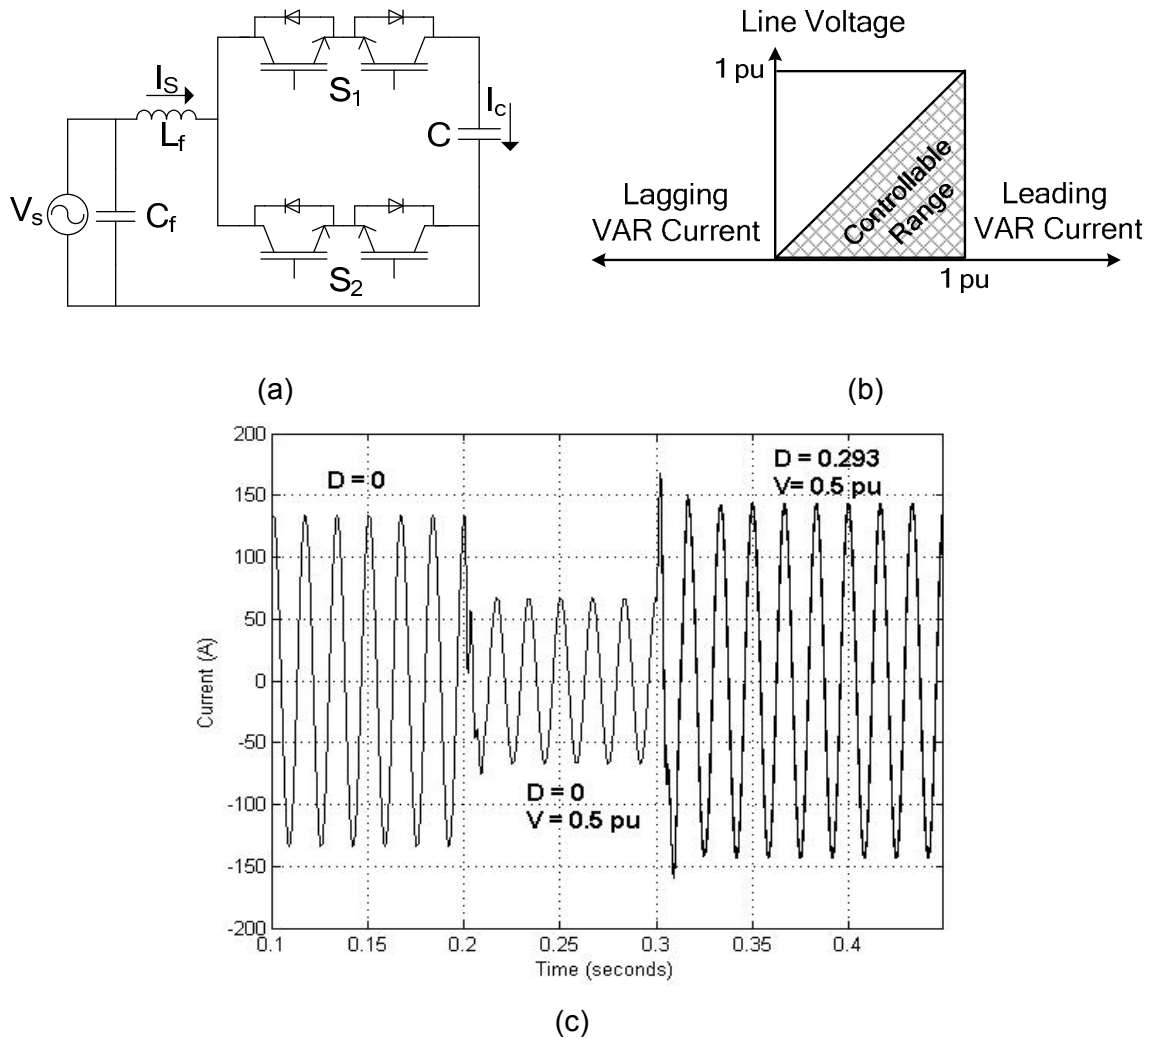 I_S
S_1
I_c
L_f
C
V_s
C_f
S_2
(a)
Line Voltage
1 pu
Controllable
Range
Lagging
VAR Current
Leading
VAR Current
1 pu
(b)
200
150
100
50
0
-50
-100
-150
-200
Current (A)
D = 0
D = 0
V = 0.5 pu
D = 0.293
V= 0.5 pu
0.1
0.15
0.2
0.25
0.3
0.35
0.4
Time (seconds)
(c)